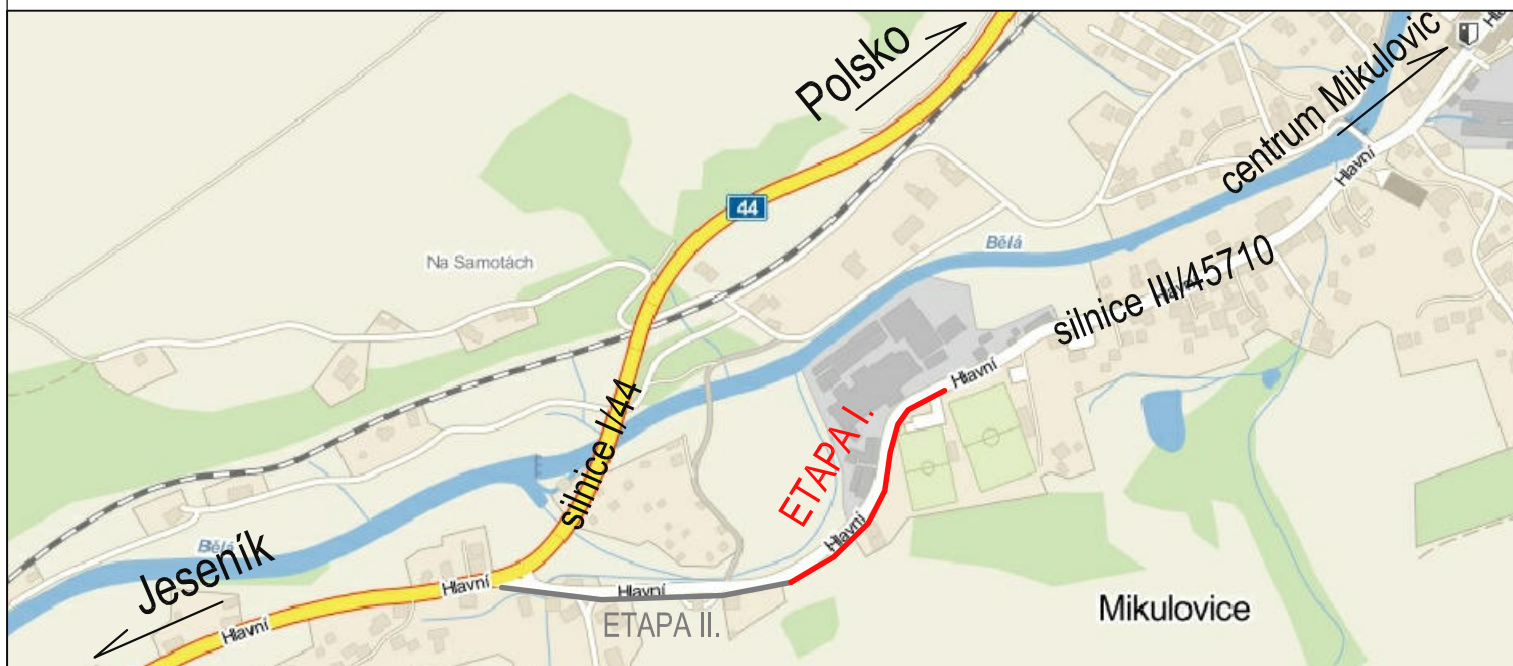 Polsko
centrum Mikulovic
Hlavní
44
Na Samotách
Bělá
silnice III/45710
Hlavní
silnice I/44
ETAPA I.
Hlavní
Bělá
Jeseník
Hlavní
Hlavní
Hlavní
ETAPA II.
Mikulovice